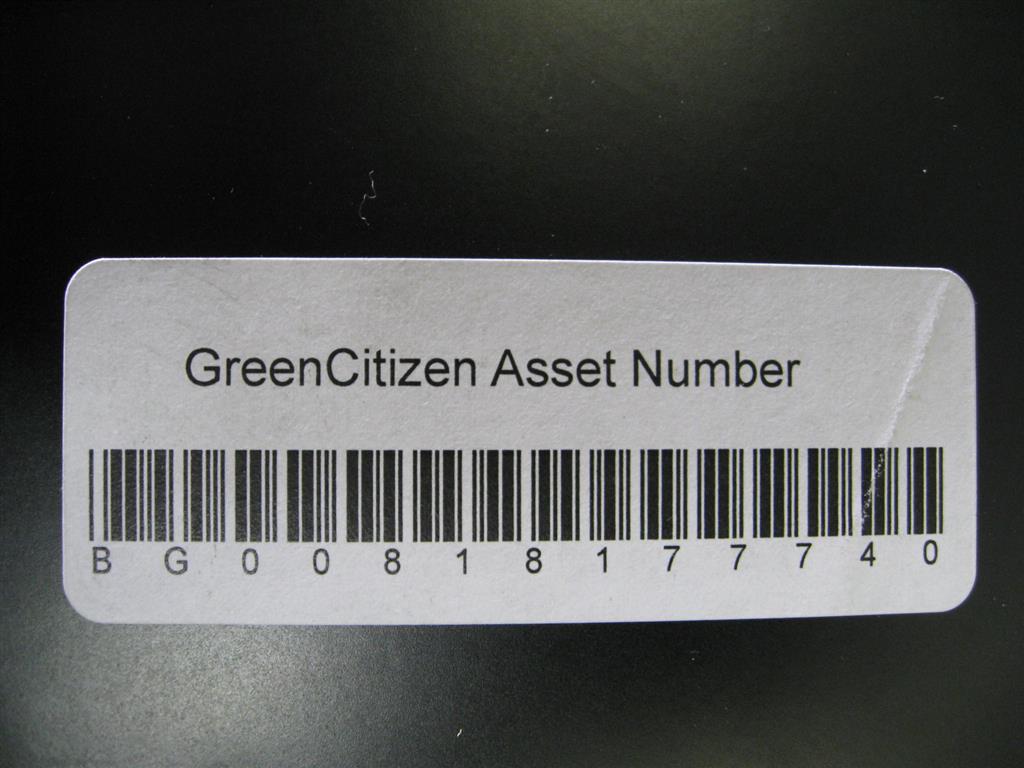 GreenCitizen Asset Number
B G 0 0 8 1 8 1 7 7 7 4 0